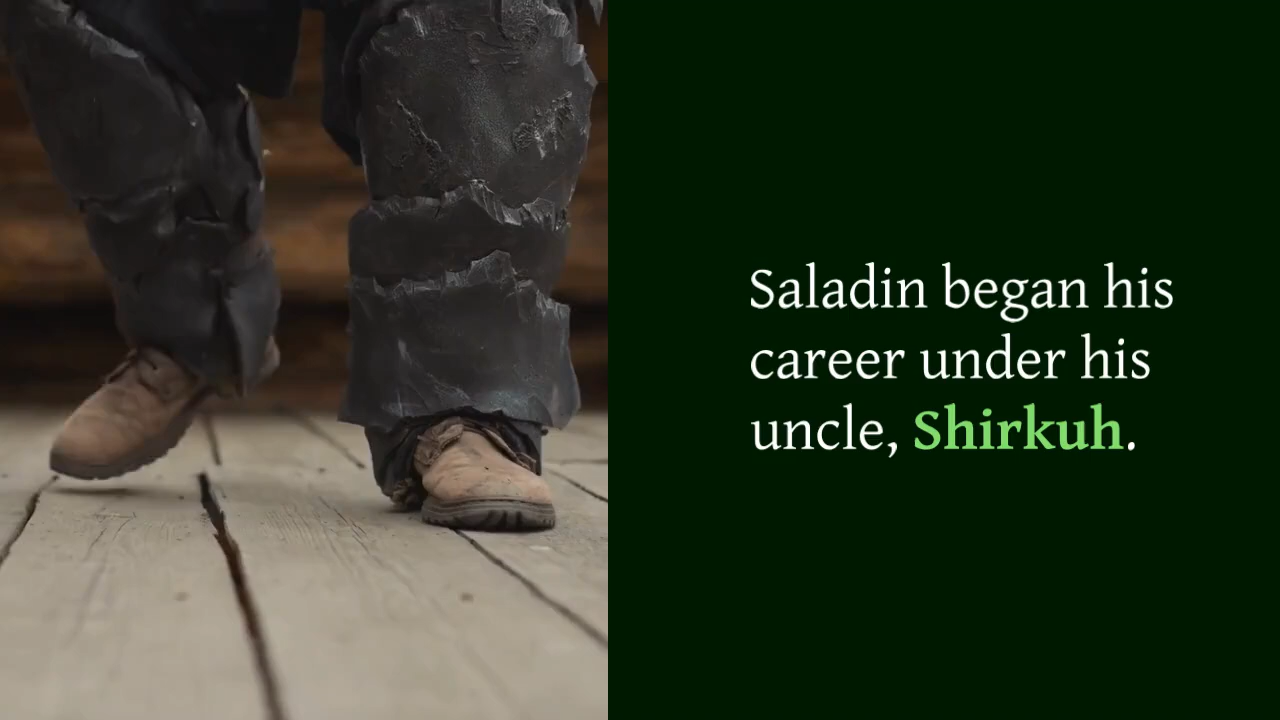 Saladin began his
career under his
uncle, Shirkuh.